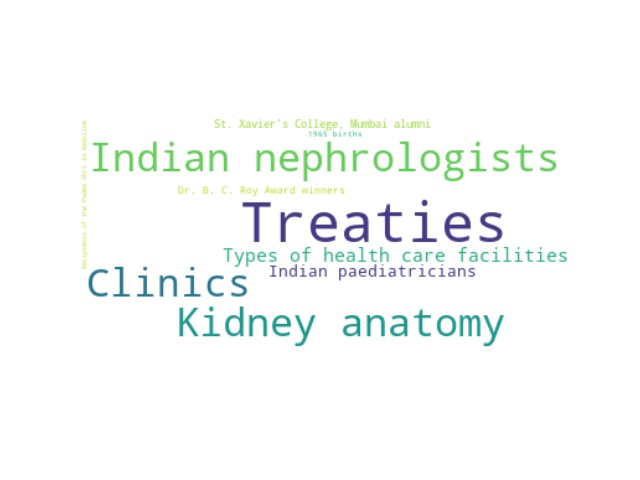 St. Xavier's College, Mumbai alumni
1965 births
Indian nephrologists
Dr. B. C. Roy Award winners
Treaties
Types of health care facilities
Indian paediatricians
Clinics
Kidney anatomy
Recipients of the Padma Shri in medicine